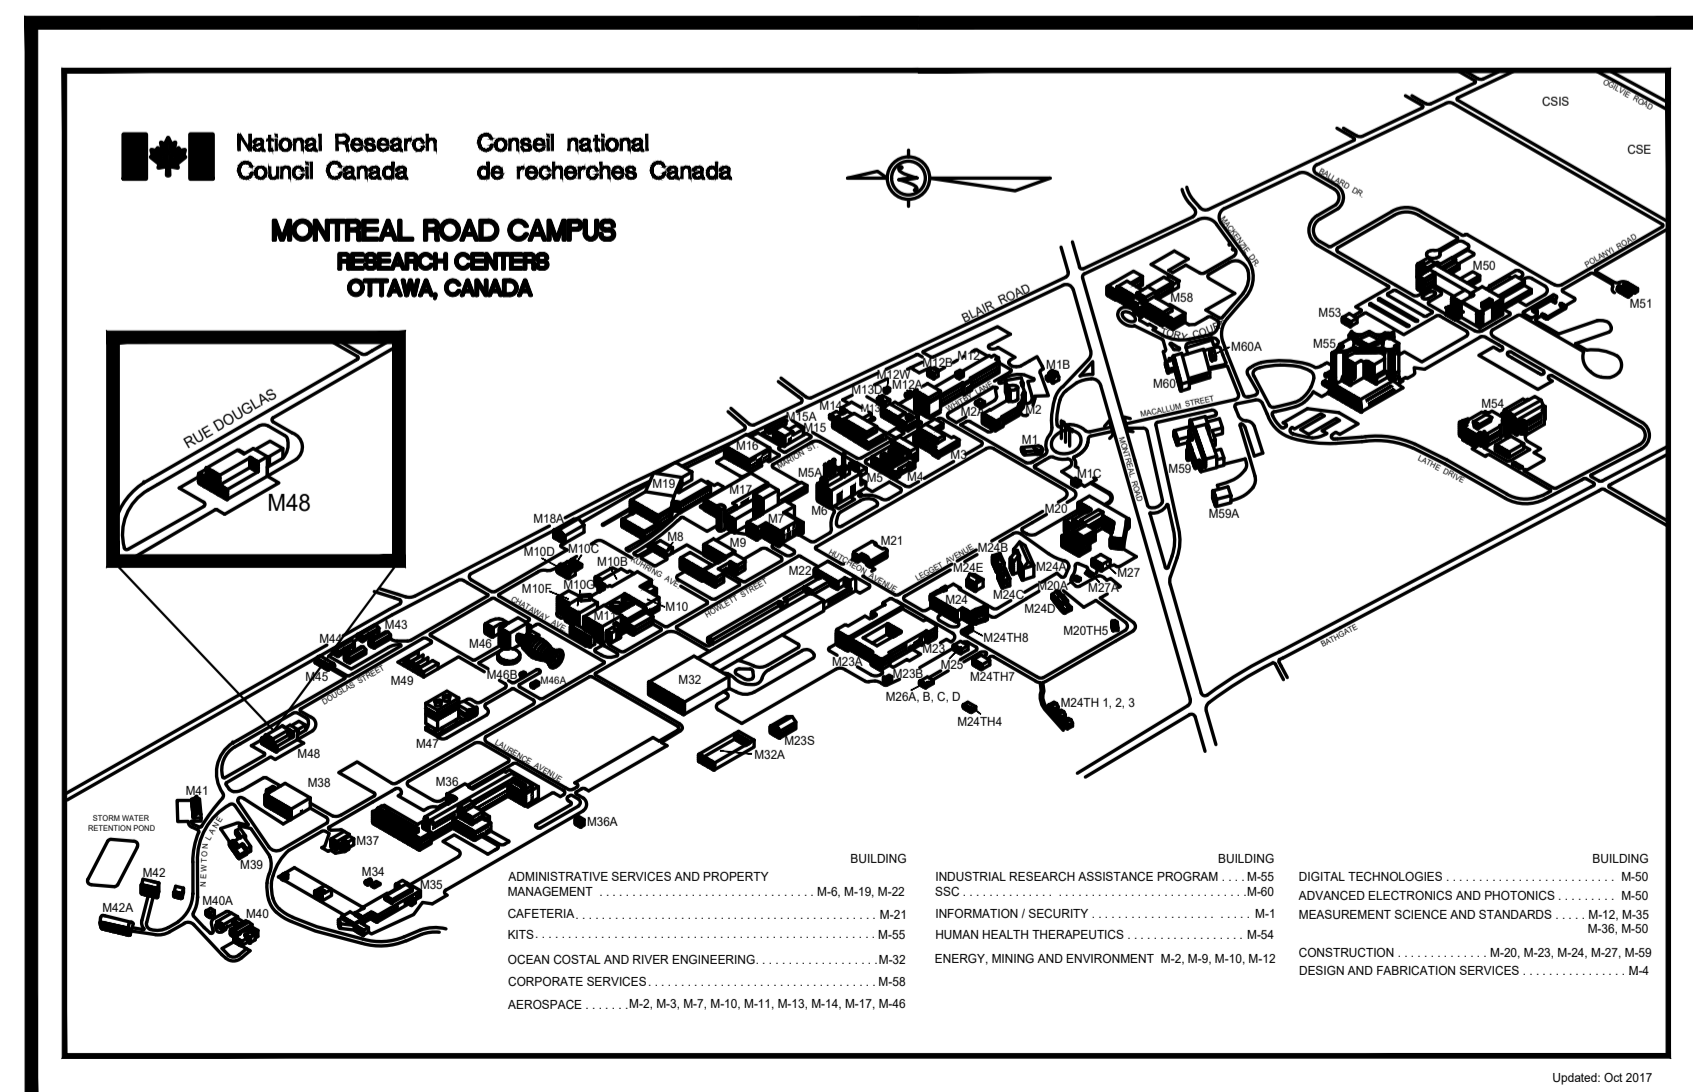 National Research Conseil national
Council Canada de recherches Canada
MONTREAL ROAD CAMPUS
RESEARCH CENTERS
OTTAWA, CANADA
CSIS
OGILVIE ROAD
CSE
BALLARD DR.
MACKENZIE DR.
POLANYI ROAD
M50
M51
M58
BLAIR ROAD
M53
TORY COURT
M55
M60A
M60
RUE DOUGLAS
M48
M12B
M12
M1B
M12W
M13D
M12A
WHITBY LANE
M2A
M2
MACALLUM STREET
M54
M14
M13
M15A
M15
M1
M3
MONTREAL ROAD
M16
MARION ST.
M5A
M5
M4
M59
LATHE DRIVE
M1C
M19
M17
M6
M20
M59A
M18A
M7
M8
M9
M21
M10D
M10C
RUHRING AVE.
HUTCHEON AVENUE
LEGGET AVENUE
M24B
M10B
M22
M24E
M24A
M27
M10F
M10G
HOWLETT STREET
M20A
M27A
M24C
M24D
CHATAWAY AVE.
M11
M10
M24
M43
M44
M20TH5
BATHGATE
M46
M24TH8
M45
M49
M46B
M46A
M23A
M23
M25
M24TH7
M23B
DOUGLAS STREET
M32
M26A, B, C, D
M24TH 1, 2, 3
M24TH4
M47
M23S
M48
LAURENCE AVENUE
M32A
M41
M38
M36
STORM WATER
RETENTION POND
M36A
NEWTON LANE
M39
M37
M42
M34
M35
M40A
M42A
M40
BUILDING
ADMINISTRATIVE SERVICES AND PROPERTY
MANAGEMENT . . . . . . . . . . . . . . . . . . . . . . . . . . . . . . . . M-6, M-19, M-22
CAFETERIA. . . . . . . . . . . . . . . . . . . . . . . . . . . . . . . . . . . . . . . . . . . . . M-21
KITS. . . . . . . . . . . . . . . . . . . . . . . . . . . . . . . . . . . . . . . . . . . . . . . . . . . M-55
OCEAN COSTAL AND RIVER ENGINEERING. . . . . . . . . . . . . . . . . . .M-32
CORPORATE SERVICES. . . . . . . . . . . . . . . . . . . . . . . . . . . . . . . . . . M-58
AEROSPACE . . . . . . .M-2, M-3, M-7, M-10, M-11, M-13, M-14, M-17, M-46
BUILDING
INDUSTRIAL RESEARCH ASSISTANCE PROGRAM . . . . M-55
SSC . . . . . . . . . . . . . . . . . . . . . . . . . . . . . . . . . . . . . . . . . . M-60
INFORMATION / SECURITY . . . . . . . . . . . . . . . . . . . . . . . . M-1
HUMAN HEALTH THERAPEUTICS . . . . . . . . . . . . . . . . . . M-54
ENERGY, MINING AND ENVIRONMENT M-2, M-9, M-10, M-12
BUILDING
DIGITAL TECHNOLOGIES . . . . . . . . . . . . . . . . . . . . . . . . . M-50
ADVANCED ELECTRONICS AND PHOTONICS . . . . . . . . . M-50
MEASUREMENT SCIENCE AND STANDARDS . . . . . M-12, M-35
M-36, M-50
CONSTRUCTION . . . . . . . . . . . . . M-20, M-23, M-24, M-27, M-59
DESIGN AND FABRICATION SERVICES . . . . . . . . . . . . . . . . M-4
Updated: Oct 2017